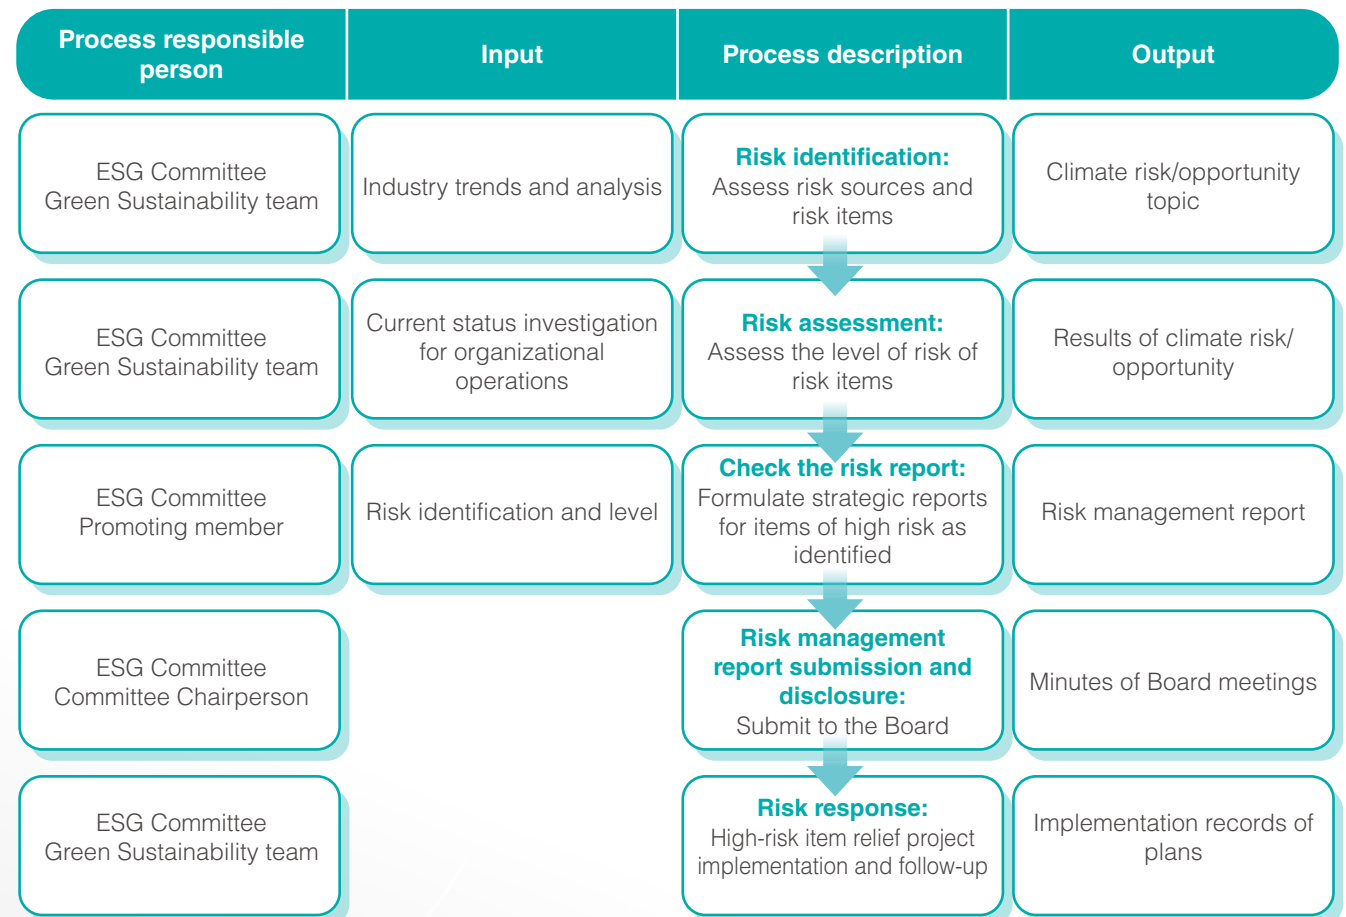 Process responsible
person
Input
Process description
Output
ESG Committee
Green Sustainability team
Industry trends and analysis
Risk identification:
Assess risk sources and
risk items
Climate risk/opportunity
topic
ESG Committee
Green Sustainability team
Current status investigation
for organizational
operations
Risk assessment:
Assess the level of risk of
risk items
Results of climate risk/
opportunity
ESG Committee
Promoting member
Risk identification and level
Check the risk report:
Formulate strategic reports
for items of high risk as
identified
Risk management report
ESG Committee
Committee Chairperson
Risk management
report submission and
disclosure:
Submit to the Board
Minutes of Board meetings
ESG Committee
Green Sustainability team
Risk response:
High-risk item relief project
implementation and follow-up
Implementation records of
plans